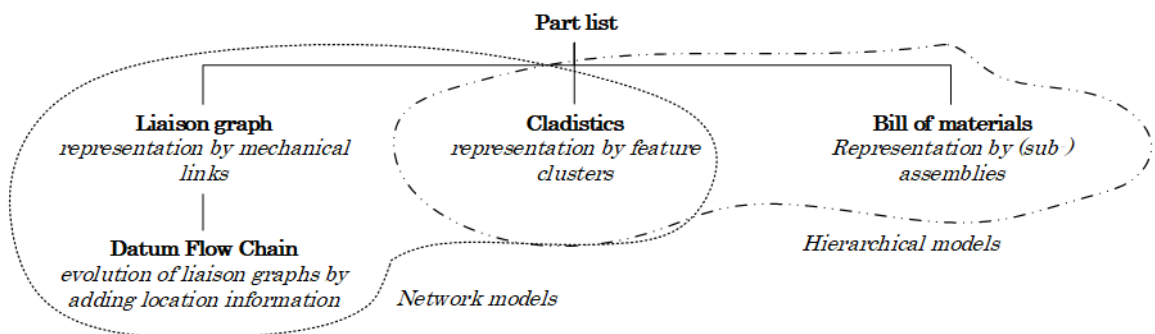 Part list
Liaison graph
representation by mechanical
links
Cladistics
representation by feature
clusters
Bill of materials
Representation by (sub-)
assemblies
Datum Flow Chain
evolution of liaison graphs by
adding location information
Hierarchical models
Network models